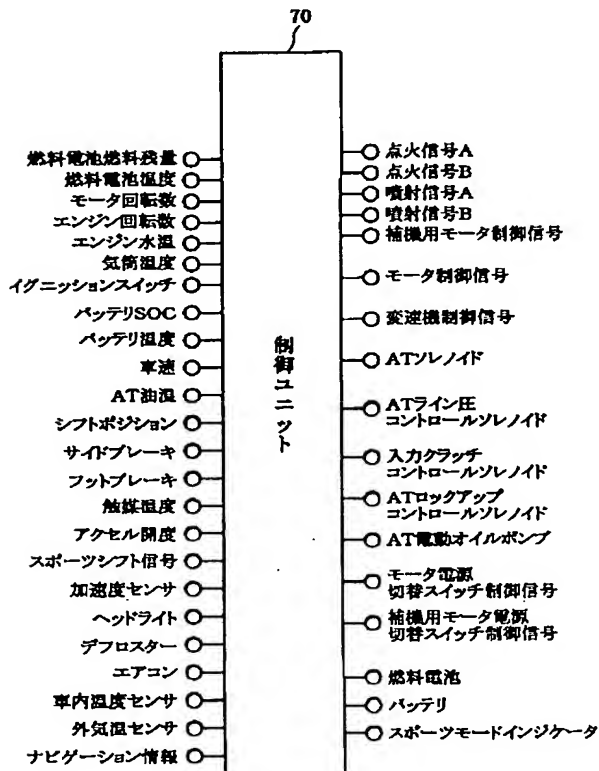 70
燃料電池燃料残量
燃料電池温度
モータ回転数
エンジン回転数
エンジン水温
気筒温度
イグニッションスイッチ
バッテリSOC
バッテリ温度
車速
AT油温
シフトポジション
サイドブレーキ
フットブレーキ
触媒温度
アクセル開度
スポーツシフト信号
加速度センサ
ヘッドライト
デフロスター
エアコン
車内温度センサ
外気温センサ
ナビゲーション情報
制御ユニット
点火信号A
点火信号B
噴射信号A
噴射信号B
補機用モータ制御信号
モータ制御信号
変速機制御信号
ATソレノイド
ATライン圧
コントロールソレノイド
入力クラッチ
コントロールソレノイド
ATロックアップ
コントロールソレノイド
AT電動オイルポンプ
モータ電源
切替スイッチ制御信号
補機用モータ電源
切替スイッチ制御信号
燃料電池
バッテリ
スポーツモードインジケータ